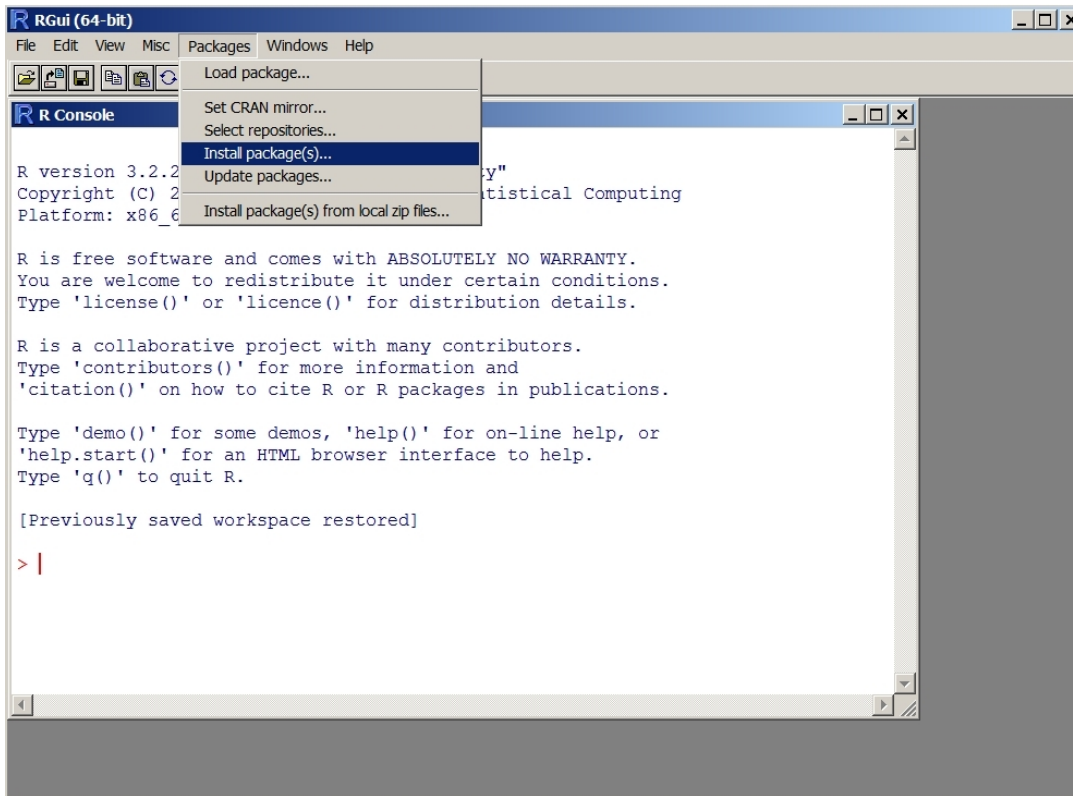 RGui (64-bit)
File Edit View Misc Packages Windows Help
Load package...
Set CRAN mirror...
Select repositories...
Install package(s)...
Update packages...
Install package(s) from local zip files...
R Console
R version 3.2.2 y"
Copyright (C) 2 tistical Computing
Platform: x86_6
R is free software and comes with ABSOLUTELY NO WARRANTY.
You are welcome to redistribute it under certain conditions.
Type 'license()' or 'licence()' for distribution details.
R is a collaborative project with many contributors.
Type 'contributors()' for more information and
'citation()' on how to cite R or R packages in publications.
Type 'demo()' for some demos, 'help()' for on-line help, or
'help.start()' for an HTML browser interface to help.
Type 'q()' to quit R.
[Previously saved workspace restored]
>